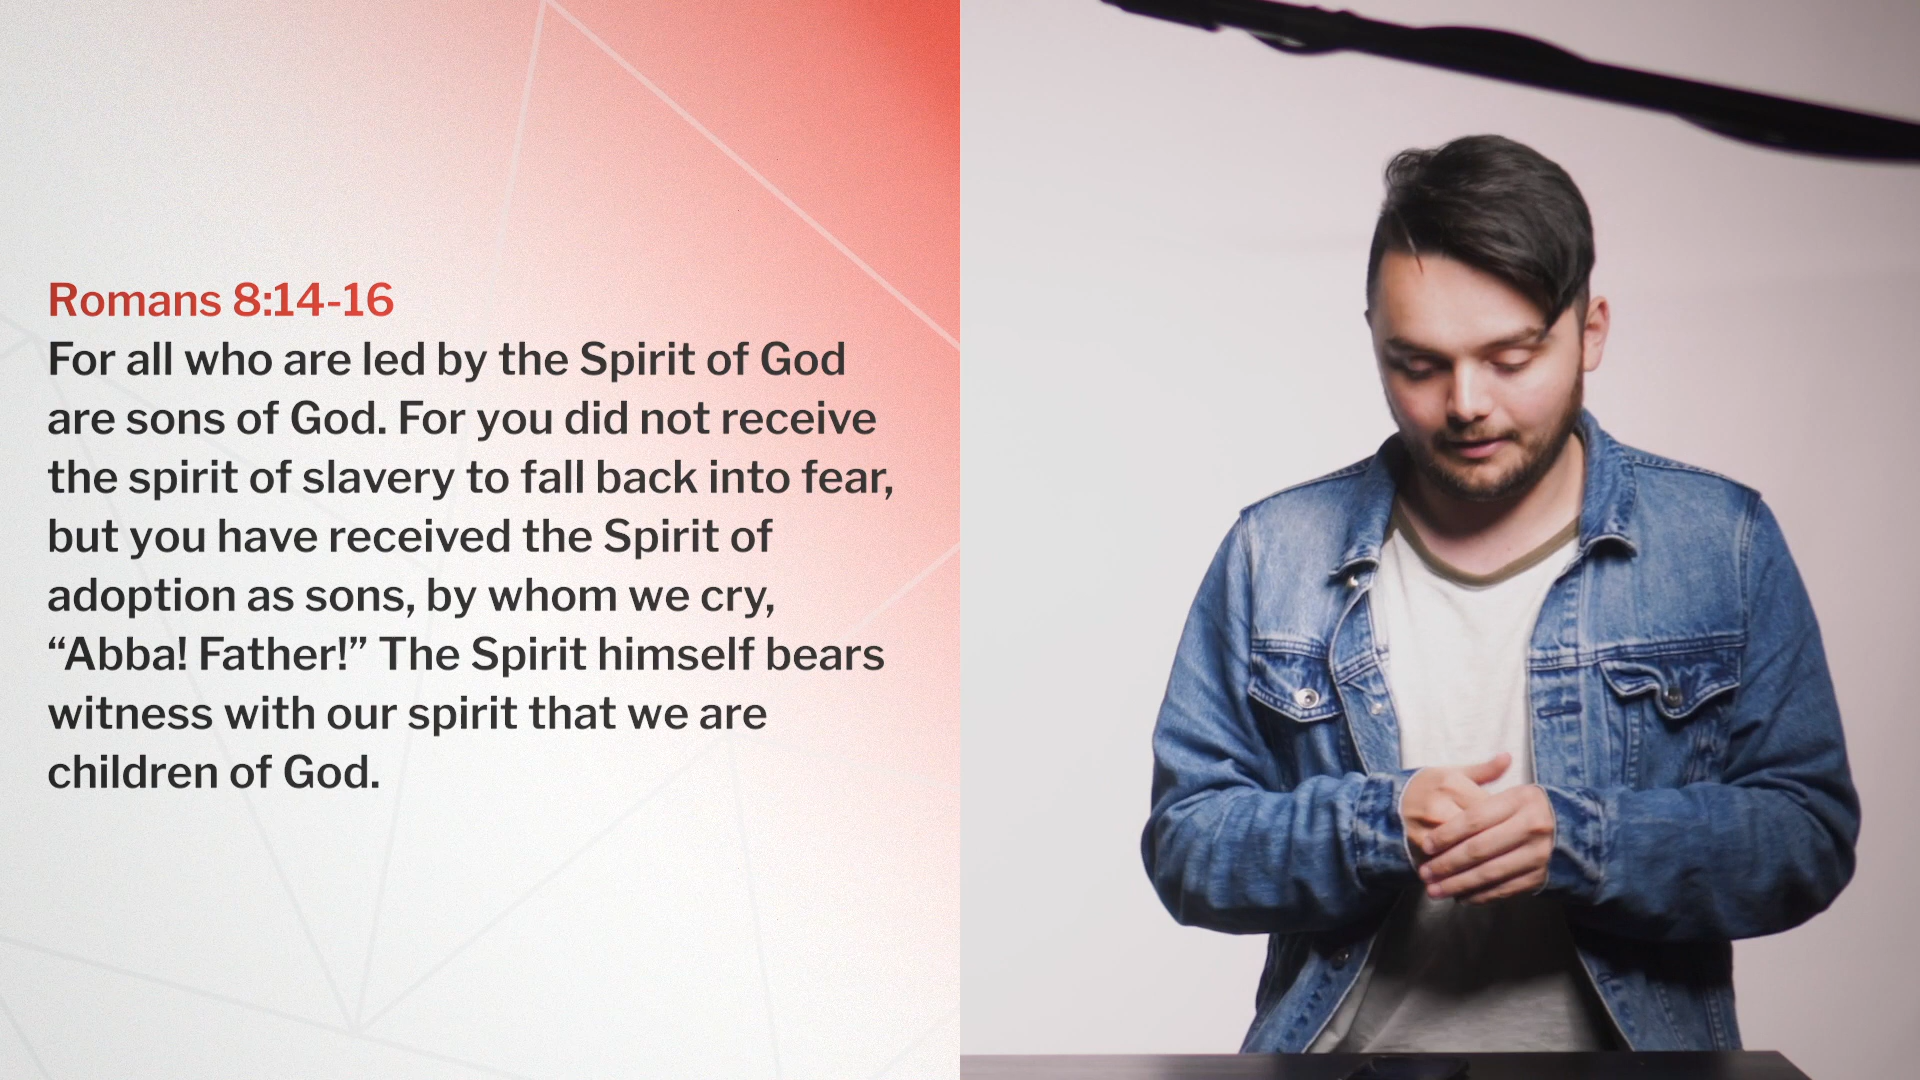 Romans 8:14-16
For all who are led by the Spirit of God
are sons of God. For you did not receive
the spirit of slavery to fall back into fear,
but you have received the Spirit of
adoption as sons, by whom we cry,
“Abba! Father!” The Spirit himself bears
witness with our spirit that we are
children of God.